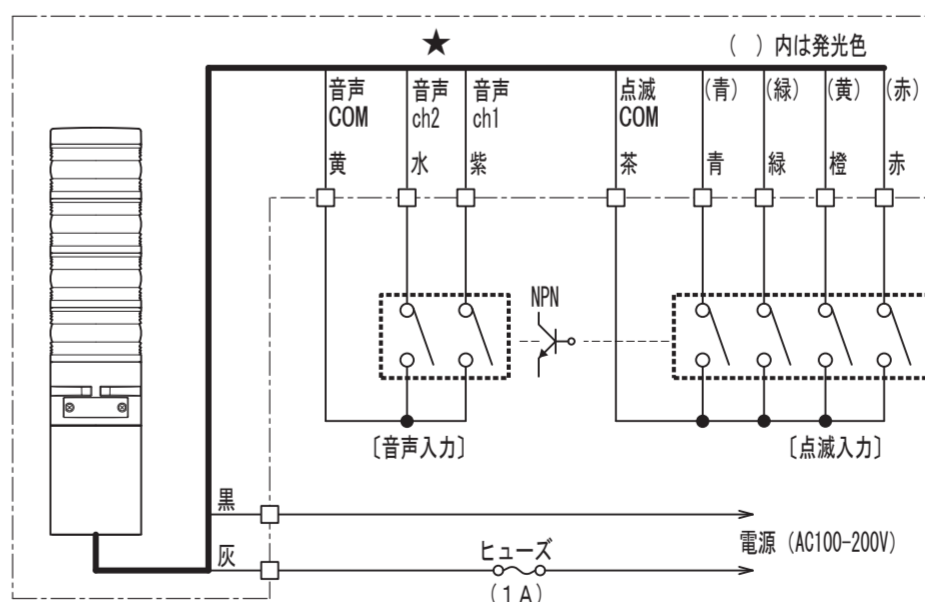 ★
( ) 内は発光色
音声 COM
音声 ch2
音声 ch1
点滅 COM
(青)
(緑)
(黄)
(赤)
黄
水
紫
茶
青
緑
橙
赤
NPN
〔音声入力〕
〔点滅入力〕
黒
灰
ヒューズ
(1A)
電源 (AC100-200V)